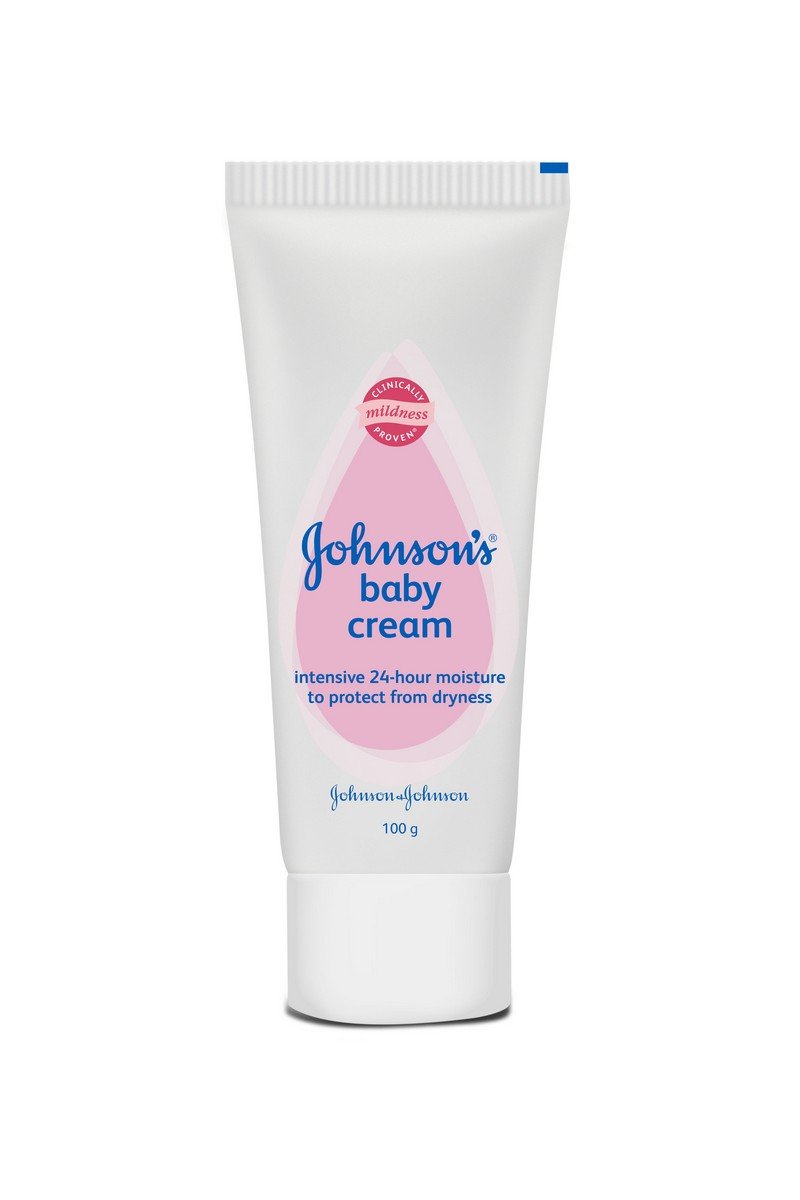 CLINICALLY
mildness
PROVEN®
Johnson's®
baby
cream
intensive 24-hour moisture
to protect from dryness
Johnson & Johnson
100 g